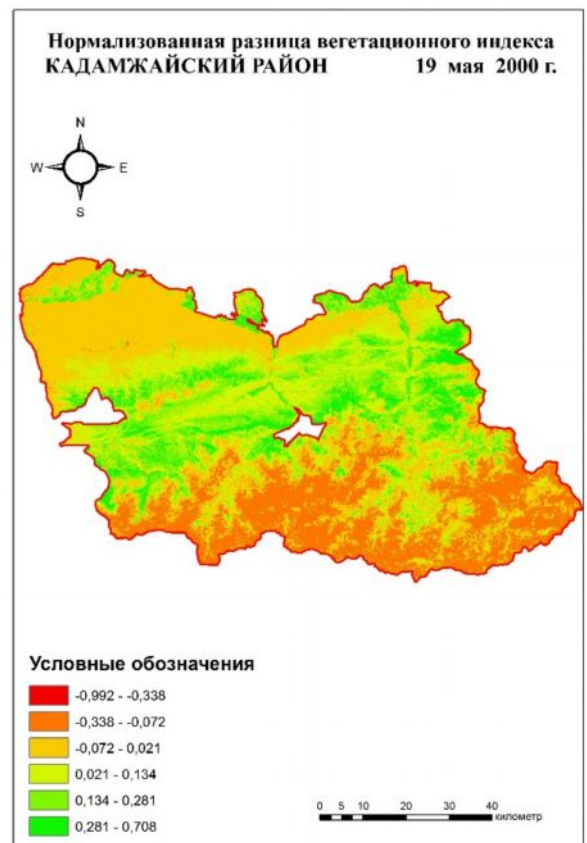 Нормализованная разница вегетационного индекса
КАДАМЖАЙСКИЙ РАЙОН 19 мая 2000 г.
N
W E
S
Условные обозначения
-0,992 - -0,338
-0,338 - -0,072
-0,072 - 0,021
0,021 - 0,134
0,134 - 0,281
0,281 - 0,708
0 5 10 20 30 40
километр